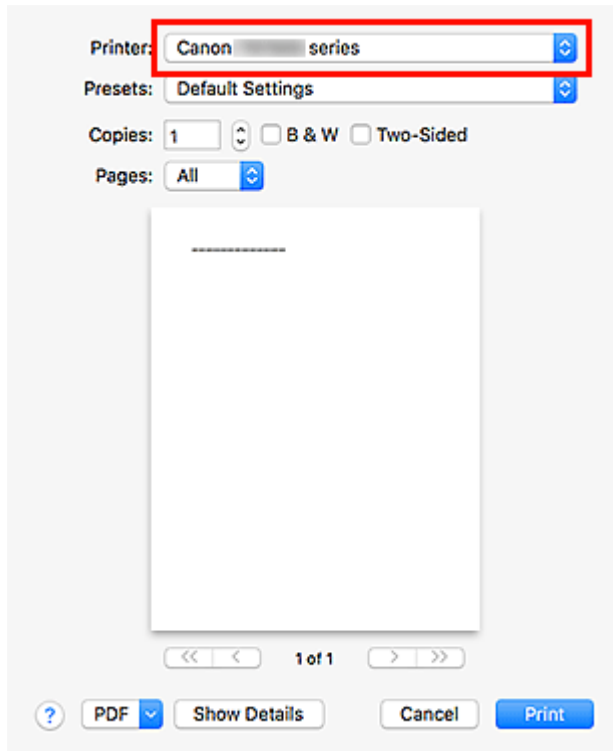 Printer: Canon series
Presets: Default Settings
Copies: 1 B & W Two-Sided
Pages: All
-------------
<< < 1 of 1 > >>
? PDF Show Details Cancel Print